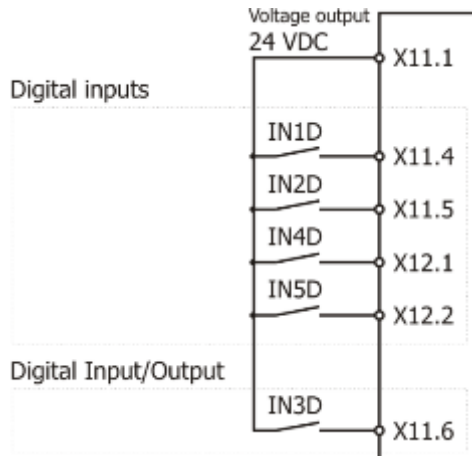 Voltage output
24 VDC
X11.1
Digital inputs
IN1D
X11.4
IN2D
X11.5
IN4D
X12.1
IN5D
X12.2
Digital Input/Output
IN3D
X11.6